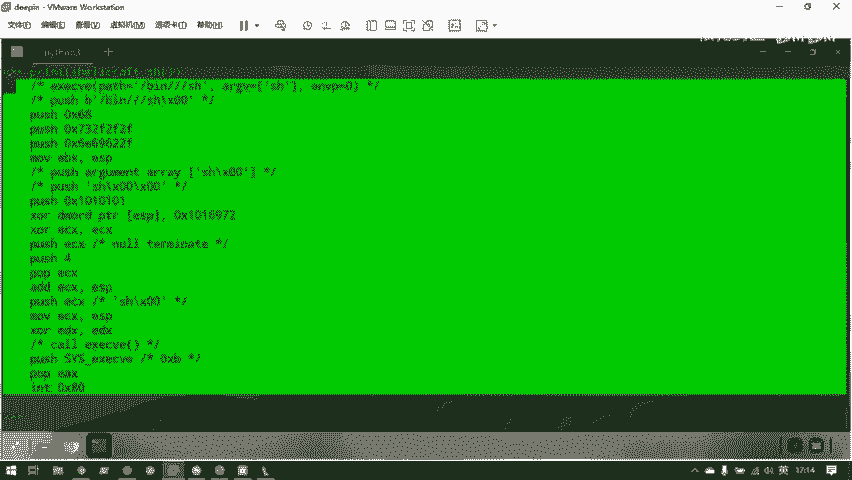 deepin - VMware Workstation
文件(F) 编辑(E) 查看(V) 虚拟机(M) 选项卡(T) 帮助(H)
python3
/* execve(path='/bin///sh', argv=['sh'], envp=0) */
/* push b'/bin///sh\x00' */
push 0x68
push 0x732f2f2f
push 0x6e69622f
mov ebx, esp
/* push argument array ['sh\x00'] */
/* push 'sh\x00\x00' */
push 0x1010101
xor dword ptr [esp], 0x1016972
xor ecx, ecx
push ecx /* null terminate */
push 4
pop ecx
add ecx, esp
push ecx /* 'sh\x00' */
mov ecx, esp
xor edx, edx
/* call execve() */
push SYS_execve /* 0xb */
pop eax
int 0x80
英 17:14